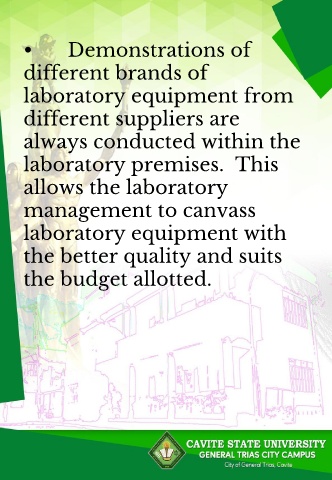 • Demonstrations of
different brands of
laboratory equipment from
different suppliers are
always conducted within the
laboratory premises. This
allows the laboratory
management to canvass
laboratory equipment with
the better quality and suits
the budget allotted.
CAVITE STATE UNIVERSITY
GENERAL TRIAS CITY CAMPUS
City of General Trias, Cavite